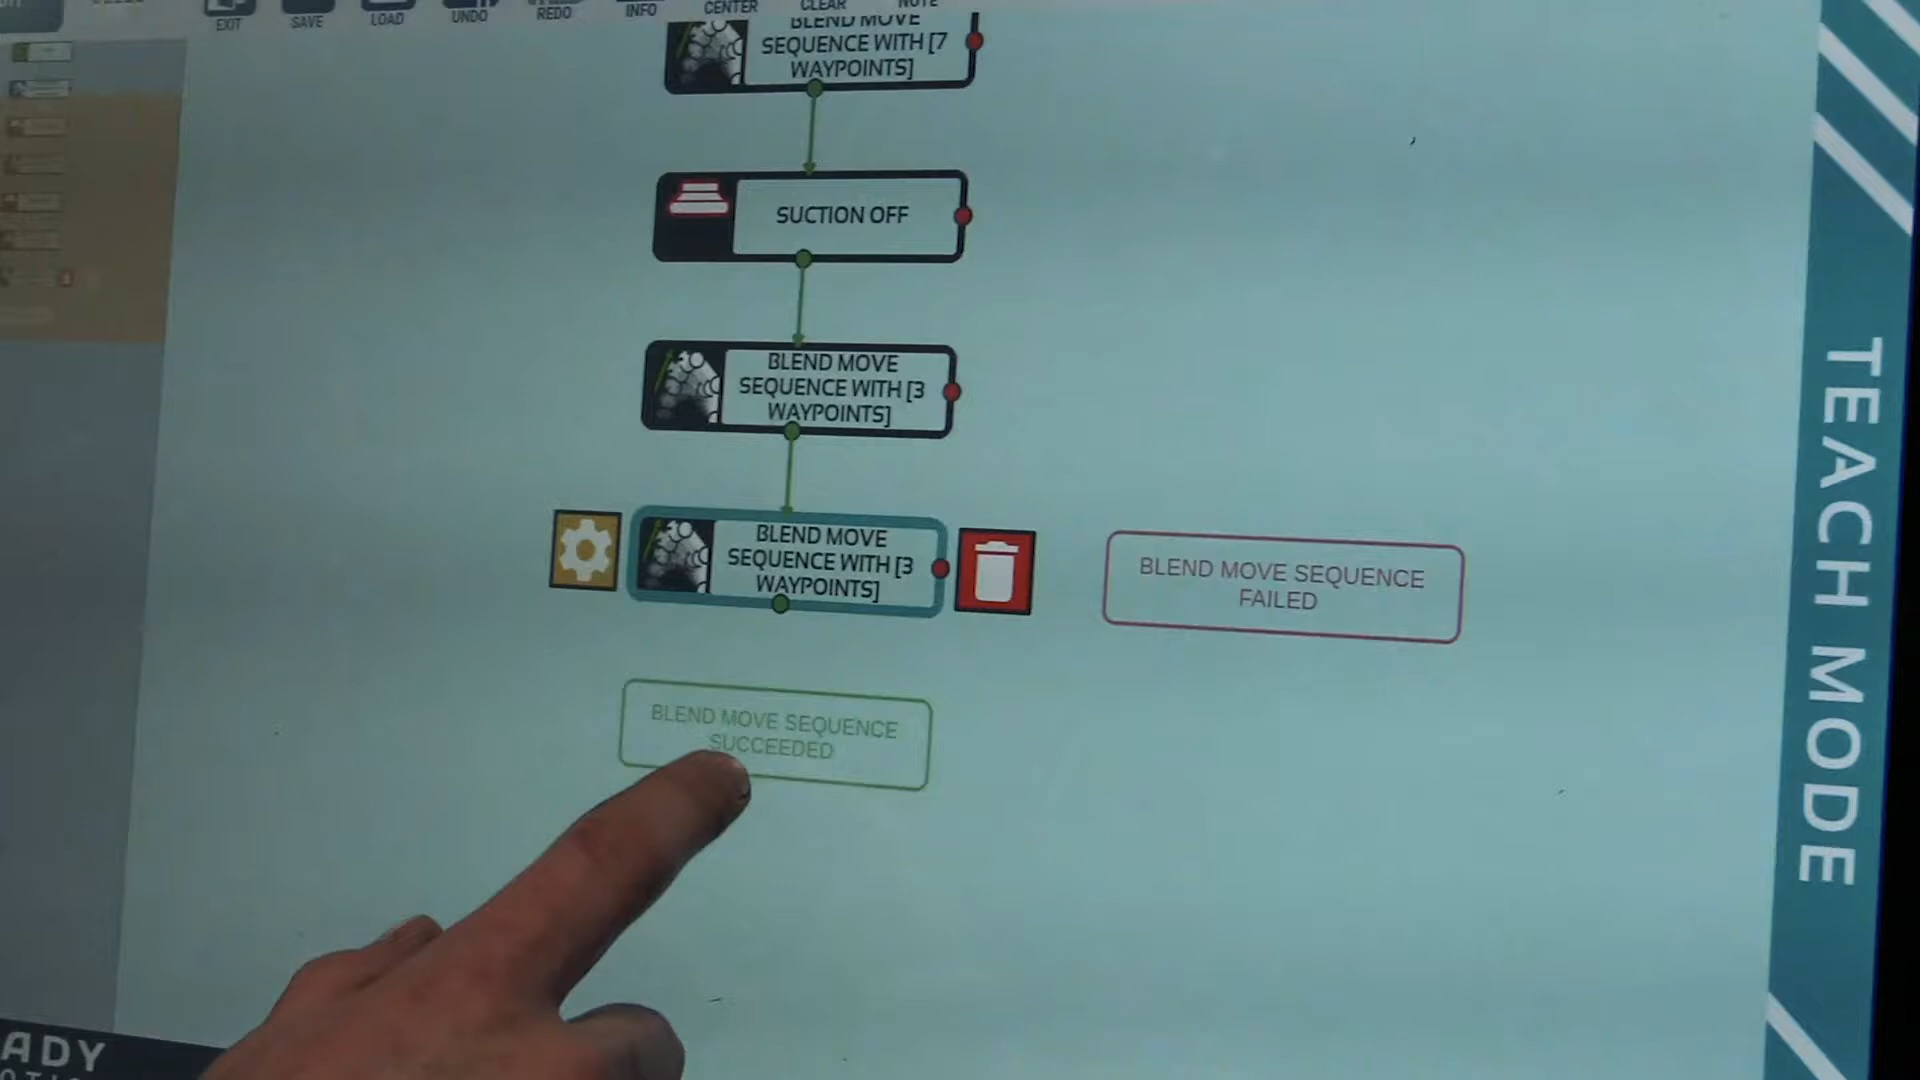 EXIT
SAVE
LOAD
UNDO
REDO
INFO
CENTER
CLEAR
NOTE
BLEND MOVE
SEQUENCE WITH [7
WAYPOINTS]
SUCTION OFF
BLEND MOVE
SEQUENCE WITH [3
WAYPOINTS]
BLEND MOVE
SEQUENCE WITH [3
WAYPOINTS]
BLEND MOVE SEQUENCE
FAILED
BLEND MOVE SEQUENCE
SUCCEEDED
TEACH MODE
ADY